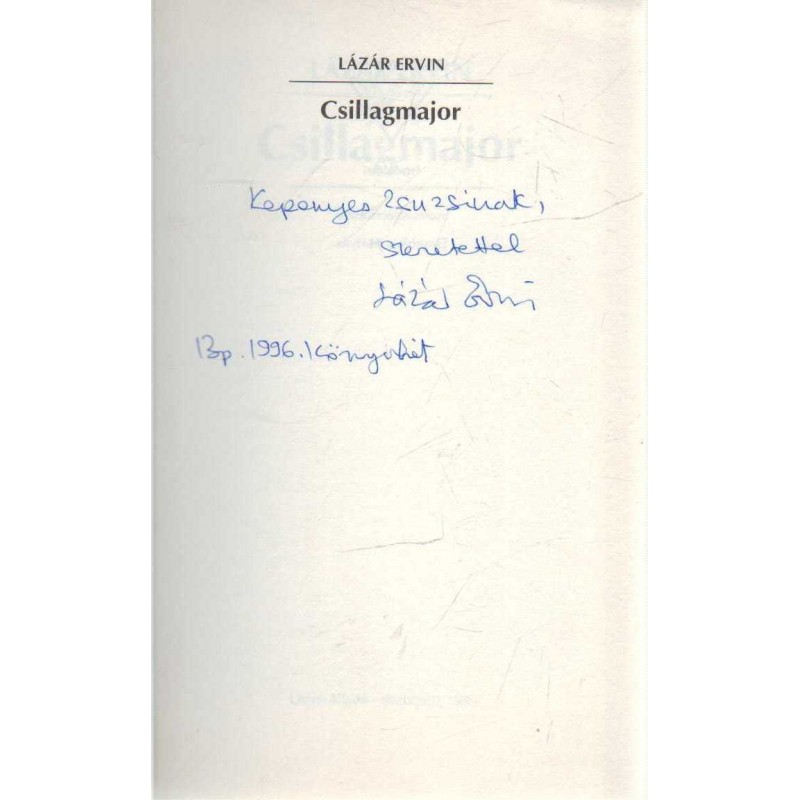 LÁZÁR ERVIN
Csillagmajor
Kepenyes Zsuzsinak,
szeretettel
Lázár Ervin
Bp. 1996. Könyvhét